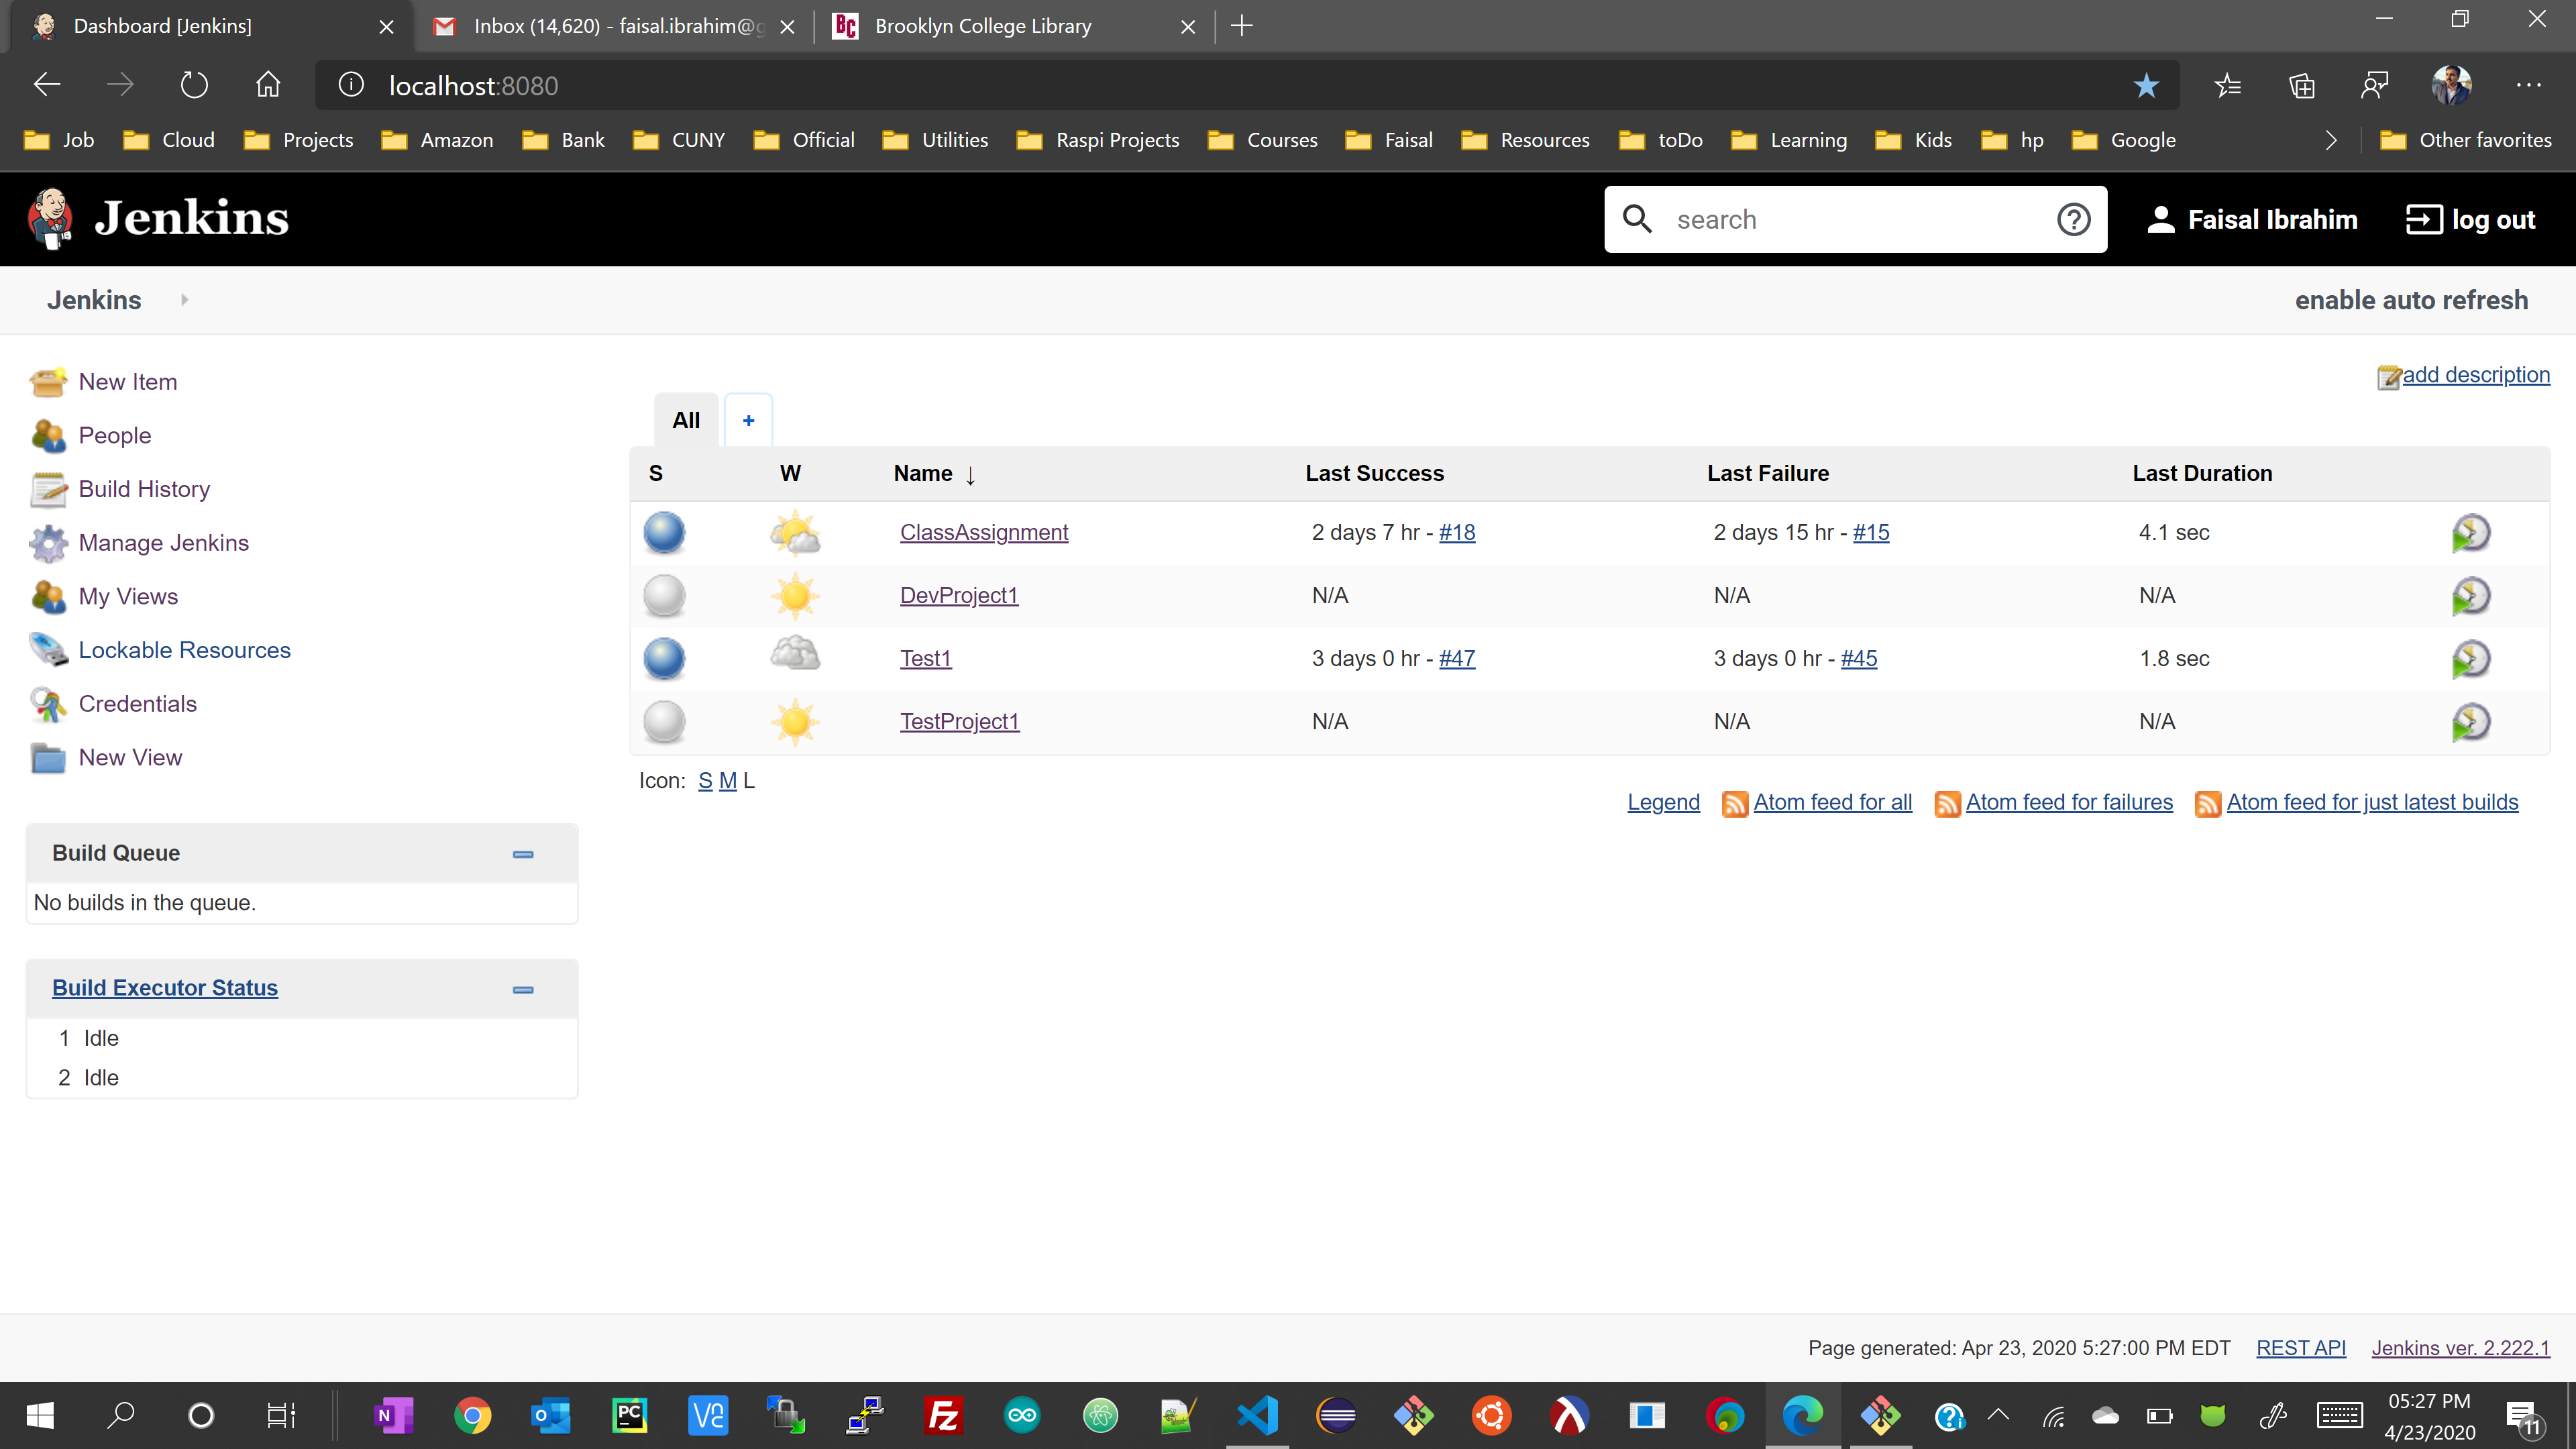 Dashboard [Jenkins]
Inbox (14,620) - faisal.ibrahim@g
BC Brooklyn College Library
localhost:8080
Job Cloud Projects Amazon Bank CUNY Official Utilities Raspi Projects Courses Faisal Resources toDo Learning Kids hp Google Other favorites
Jenkins
search
Faisal Ibrahim
log out
Jenkins
enable auto refresh
New Item
People
Build History
Manage Jenkins
My Views
Lockable Resources
Credentials
New View
Build Queue
No builds in the queue.
Build Executor Status
1 Idle
2 Idle
add description
All +
S W Name ↓ Last Success Last Failure Last Duration
ClassAssignment 2 days 7 hr - #18 2 days 15 hr - #15 4.1 sec
DevProject1 N/A N/A N/A
Test1 3 days 0 hr - #47 3 days 0 hr - #45 1.8 sec
TestProject1 N/A N/A N/A
Icon: S M L
Legend Atom feed for all Atom feed for failures Atom feed for just latest builds
Page generated: Apr 23, 2020 5:27:00 PM EDT REST API Jenkins ver. 2.222.1
05:27 PM
4/23/2020
11